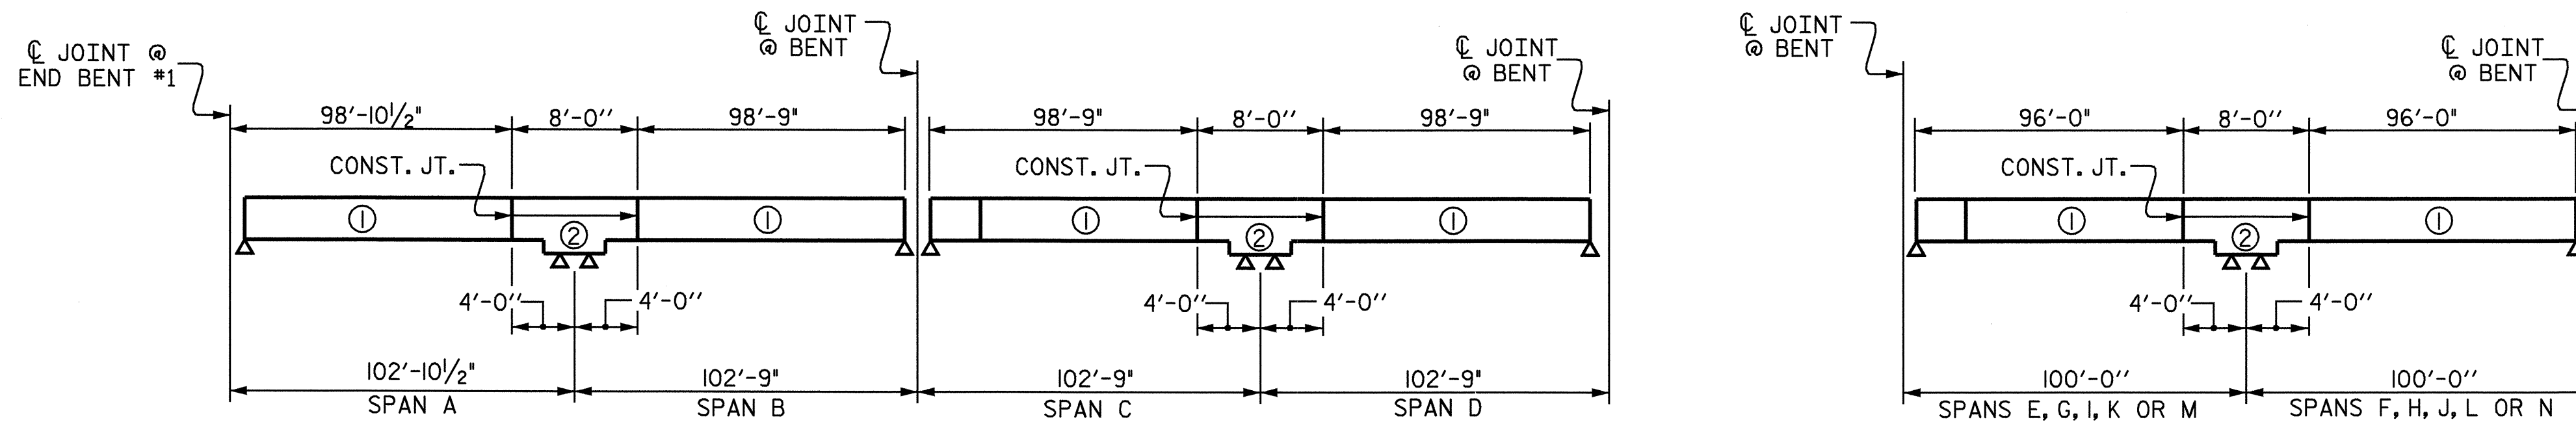 ℄ JOINT @
END BENT #1
℄ JOINT
@ BENT
℄ JOINT
@ BENT
℄ JOINT
@ BENT
℄ JOINT
@ BENT
98'-10½"
8'-0''
98'-9"
98'-9"
8'-0''
98'-9"
96'-0"
8'-0''
96'-0"
CONST. JT.
CONST. JT.
CONST. JT.
①
②
①
①
②
①
①
②
①
4'-0''
4'-0''
4'-0''
4'-0''
4'-0''
4'-0''
102'-10½"
102'-9"
102'-9"
102'-9"
100'-0''
100'-0''
SPAN A
SPAN B
SPAN C
SPAN D
SPANS E, G, I, K OR M
SPANS F, H, J, L OR N